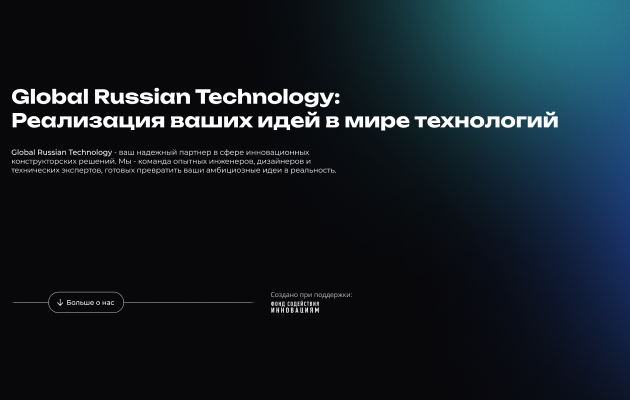 Global Russian Technology:
Реализация ваших идей в мире технологий
Global Russian Technology - ваш надежный партнер в сфере инновационных
конструкторских решений. Мы - команда опытных инженеров, дизайнеров и
технических экспертов, готовых превратить ваши амбициозные идеи в реальность.
Больше о нас
Создано при поддержки:
ФОНД СОДЕЙСТВИЯ
ИННОВАЦИЯМ